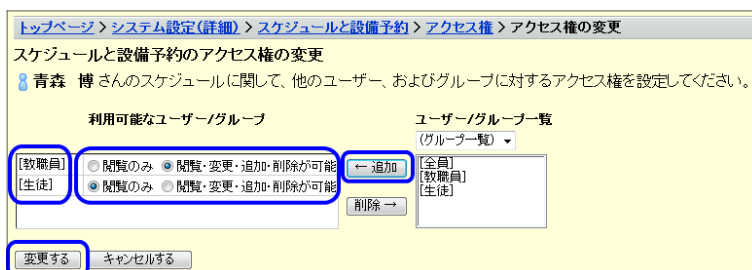 トップページ > システム設定(詳細) > スケジュールと設備予約 > アクセス権 > アクセス権の変更
スケジュールと設備予約のアクセス権の変更
青森 博 さんのスケジュールに関して、他のユーザー、およびグループに対するアクセス権を設定してください。
利用可能なユーザー/グループ
ユーザー/グループ一覧
(グループ一覧)
[教職員] 閲覧のみ 閲覧・変更・追加・削除が可能
[生徒] 閲覧のみ 閲覧・変更・追加・削除が可能
← 追加
削除 →
[全員]
[教職員]
[生徒]
変更する キャンセルする